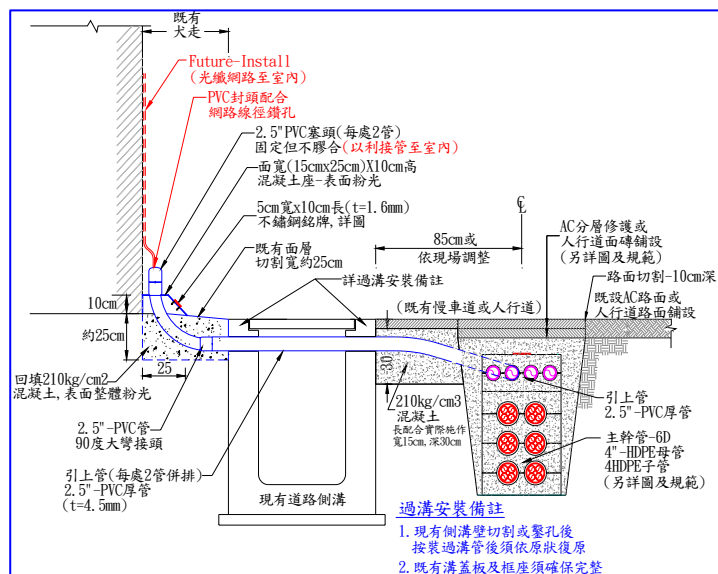 既有
犬走
Future-Install
(光纖網路至室內)
PVC封頭配合
網路線徑鑽孔
2.5"PVC塞頭(每處2管)
固定但不膠合(以利接管至室內)
面寬(15cmx25cm)X10cm高
混凝土座-表面粉光
5cm寬x10cm長(t=1.6mm)
不鏽鋼銘牌,詳圖
既有面層
切割寬約25cm
詳過溝安裝備註
85cm或
依現場調整
℄
AC分層修護或
人行道面磚舖設
(另詳圖及規範)
路面切割-10cm深
(既有慢車道或人行道)
既設AC路面或
人行道路面舖設
10cm
約25cm
25
30
回填210kg/cm2
混凝土,表面整體粉光
2.5"-PVC管
90度大彎接頭
引上管(每處2管併排)
2.5"-PVC厚管
(t=4.5mm)
現有道路側溝
210kg/cm3
混凝土
長配合實際施作
寬15cm,深30cm
引上管
2.5"-PVC厚管
主幹管-6D
4"-HDPE母管
4HDPE子管
(另詳圖及規範)
過溝安裝備註
1. 現有側溝壁切割或鑿孔後
按裝過溝管後須依原狀復原
2. 既有溝蓋板及框座須確保完整